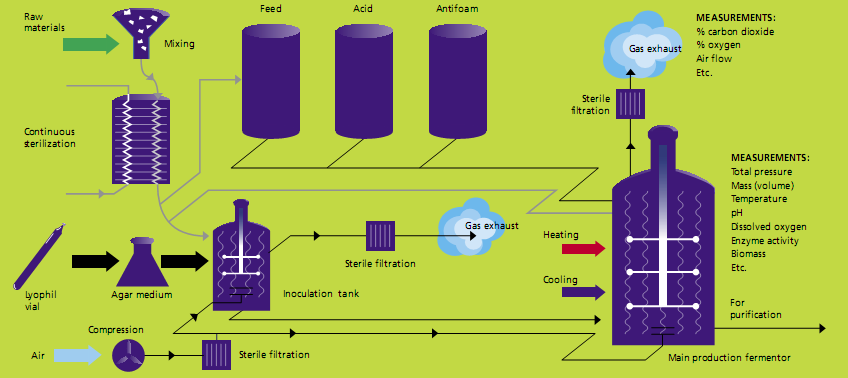 Raw
materials
Mixing
Feed
Acid
Antifoam
Gas exhaust
MEASUREMENTS:
% carbon dioxide
% oxygen
Air flow
Etc.
Sterile
filtration
Continuous
sterilization
MEASUREMENTS:
Total pressure
Mass (volume)
Temperature
pH
Dissolved oxygen
Enzyme activity
Biomass
Etc.
Gas exhaust
Sterile filtration
Heating
Cooling
Lyophil
vial
Agar medium
Inoculation tank
For
purification
Compression
Air
Sterile filtration
Main production fermentor